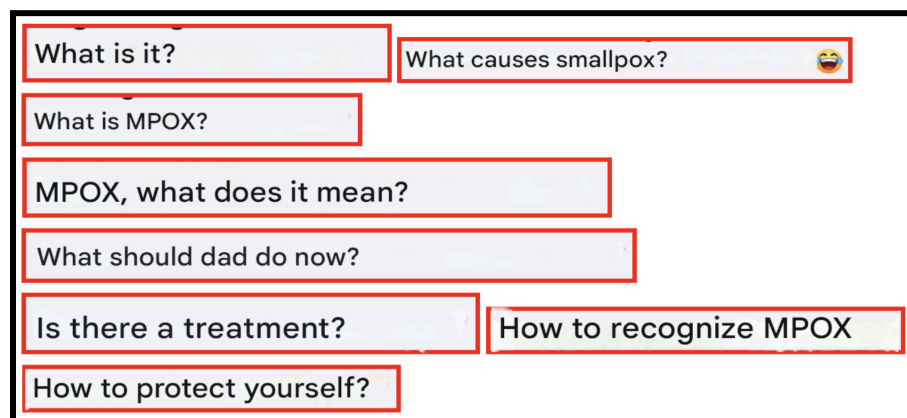 What is it?
What causes smallpox? 😂
What is MPOX?
MPOX, what does it mean?
What should dad do now?
Is there a treatment?
How to recognize MPOX
How to protect yourself?